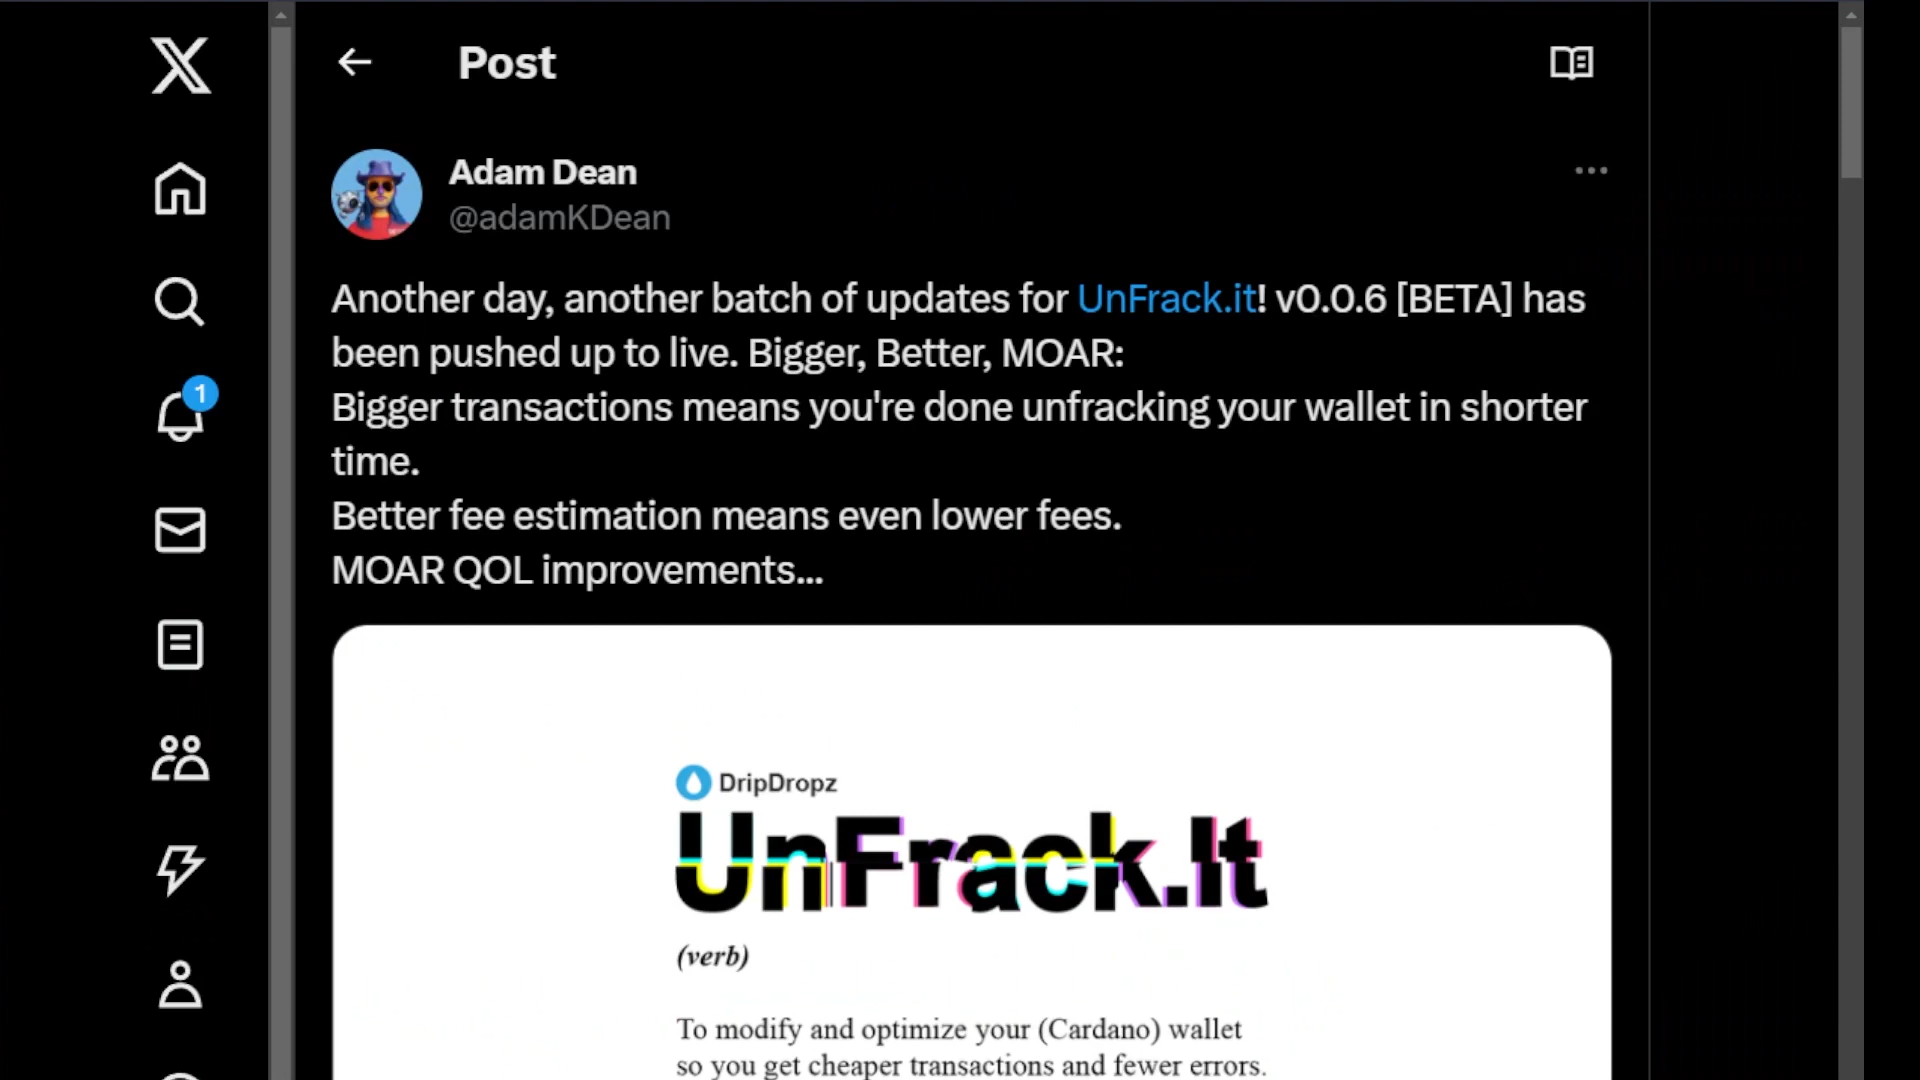 Post
Adam Dean
@adamKDean
1
Another day, another batch of updates for UnFrack.it! v0.0.6 [BETA] has
been pushed up to live. Bigger, Better, MOAR:
Bigger transactions means you're done unfracking your wallet in shorter
time.
Better fee estimation means even lower fees.
MOAR QOL improvements...
DripDropz
UnFrack.It
(verb)
To modify and optimize your (Cardano) wallet
so you get cheaper transactions and fewer errors.